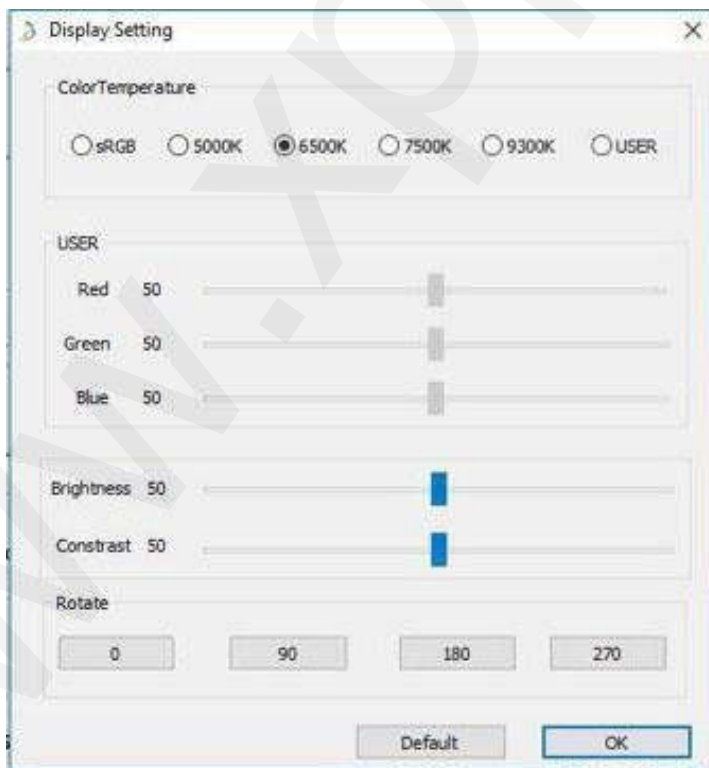 Display Setting
ColorTemperature
sRGB 5000K 6500K 7500K 9300K USER
USER
Red 50
Green 50
Blue 50
Brightness 50
Constrast 50
Rotate
0 90 180 270
Default OK